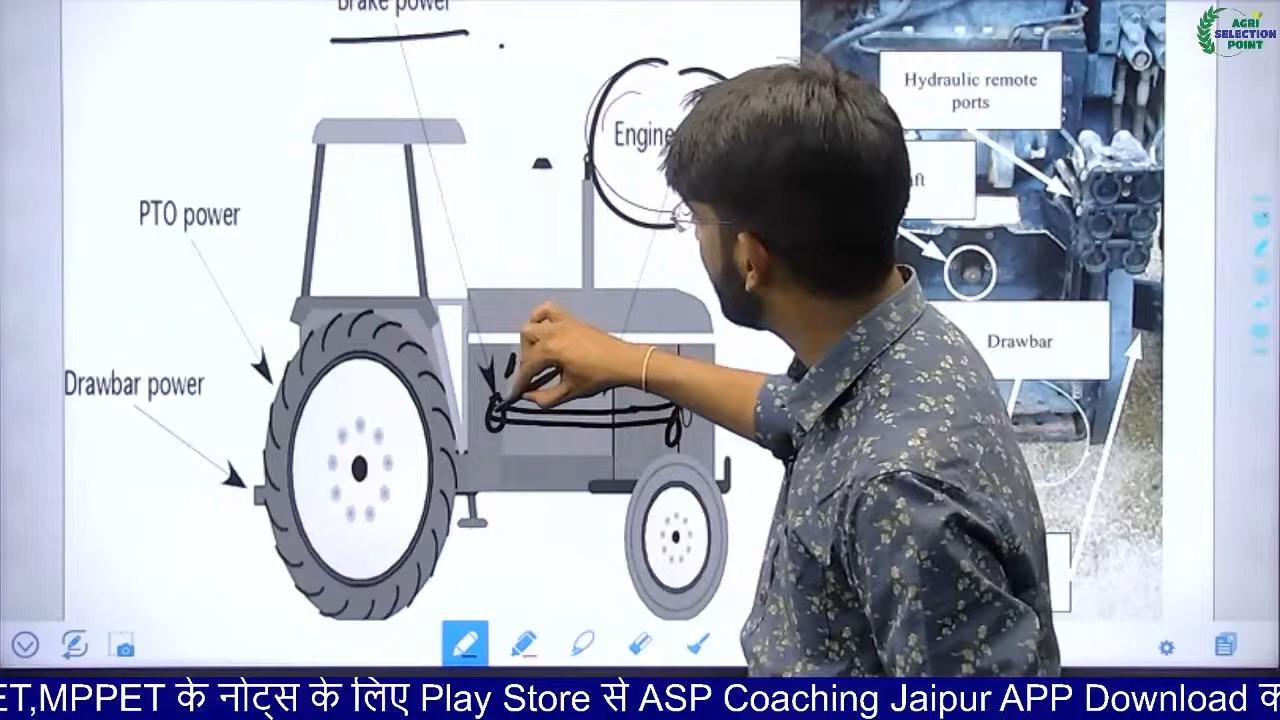 Brake power
AGRI
SELECTION
POINT
Hydraulic remote
ports
Engine
PTO power
Drawbar
Drawbar power
ET,MPPET के नोट्स के लिए Play Store से ASP Coaching Jaipur APP Download